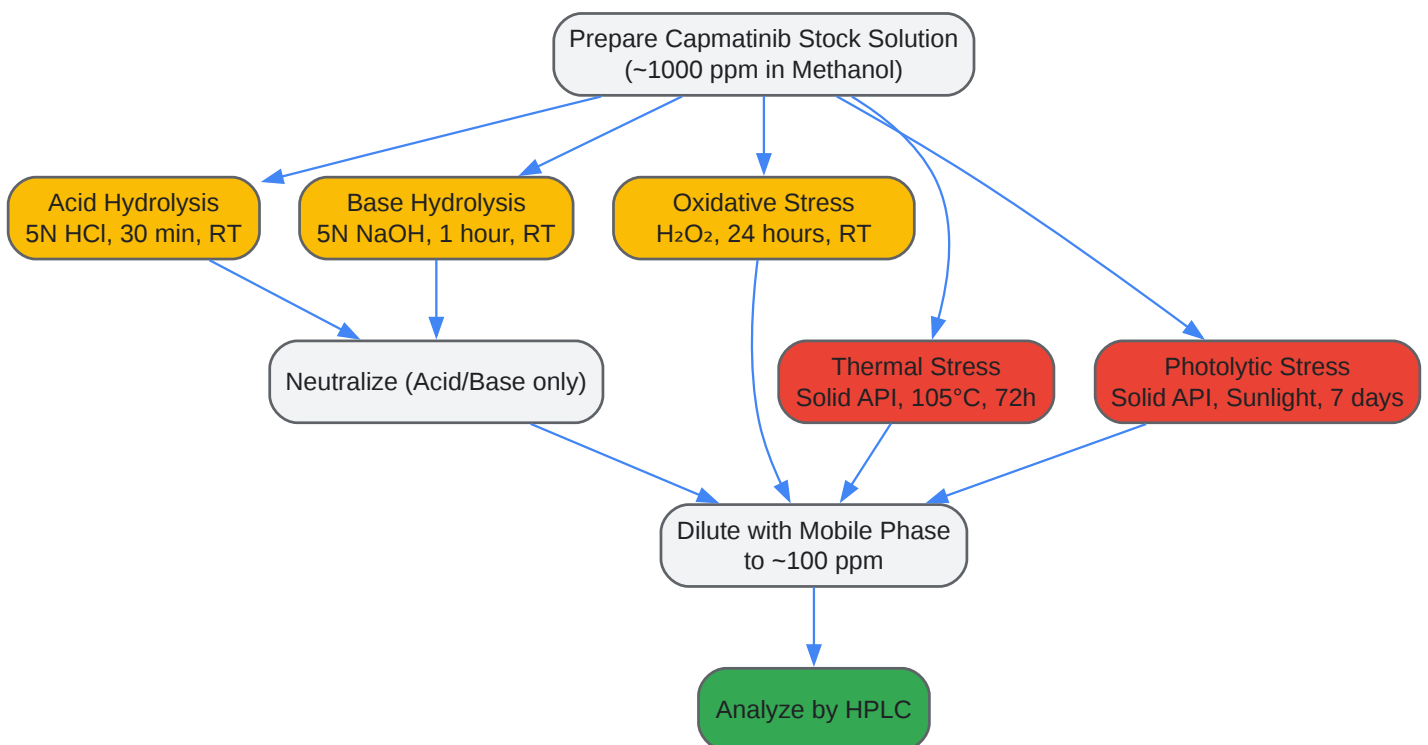 Prepare Capmatinib Stock Solution
(~1000 ppm in Methanol)
Acid Hydrolysis
5N HCl, 30 min, RT
Base Hydrolysis
5N NaOH, 1 hour, RT
Oxidative Stress
H₂O₂, 24 hours, RT
Neutralize (Acid/Base only)
Thermal Stress
Solid API, 105°C, 72h
Photolytic Stress
Solid API, Sunlight, 7 days
Dilute with Mobile Phase
to ~100 ppm
Analyze by HPLC